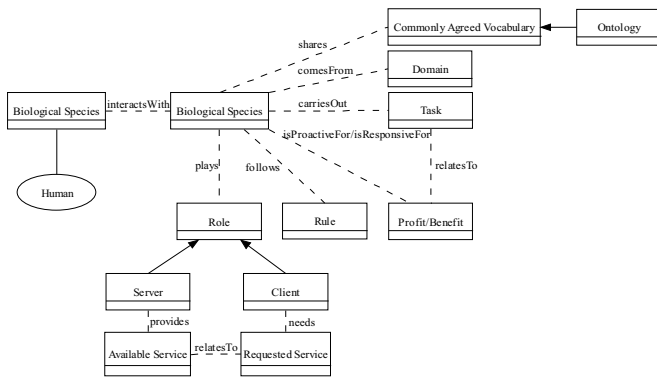 Commonly Agreed Vocabulary
Ontology
shares
comesFrom
Domain
Biological Species
interactsWith
Biological Species
carriesOut
Task
isProactiveFor/isResponsiveFor
plays
follows
relatesTo
Human
Role
Rule
Profit/Benefit
Server
Client
provides
needs
Available Service
relatesTo
Requested Service